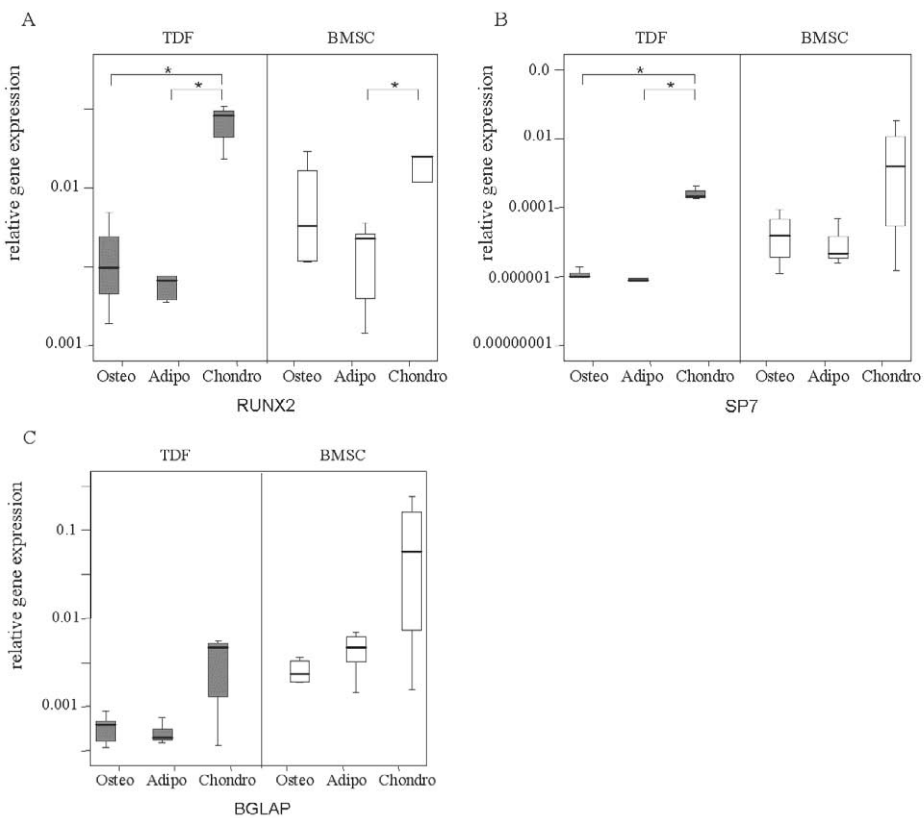 A
TDF BMSC
* *
* *
relative gene expression
0.01
0.001
Osteo Adipo Chondro Osteo Adipo Chondro
RUNX2
B
TDF BMSC
*
*
relative gene expression
0.0
0.01
0.0001
0.000001
0.00000001
Osteo Adipo Chondro Osteo Adipo Chondro
SP7
C
TDF BMSC
relative gene expression
0.1
0.01
0.001
Osteo Adipo Chondro Osteo Adipo Chondro
BGLAP